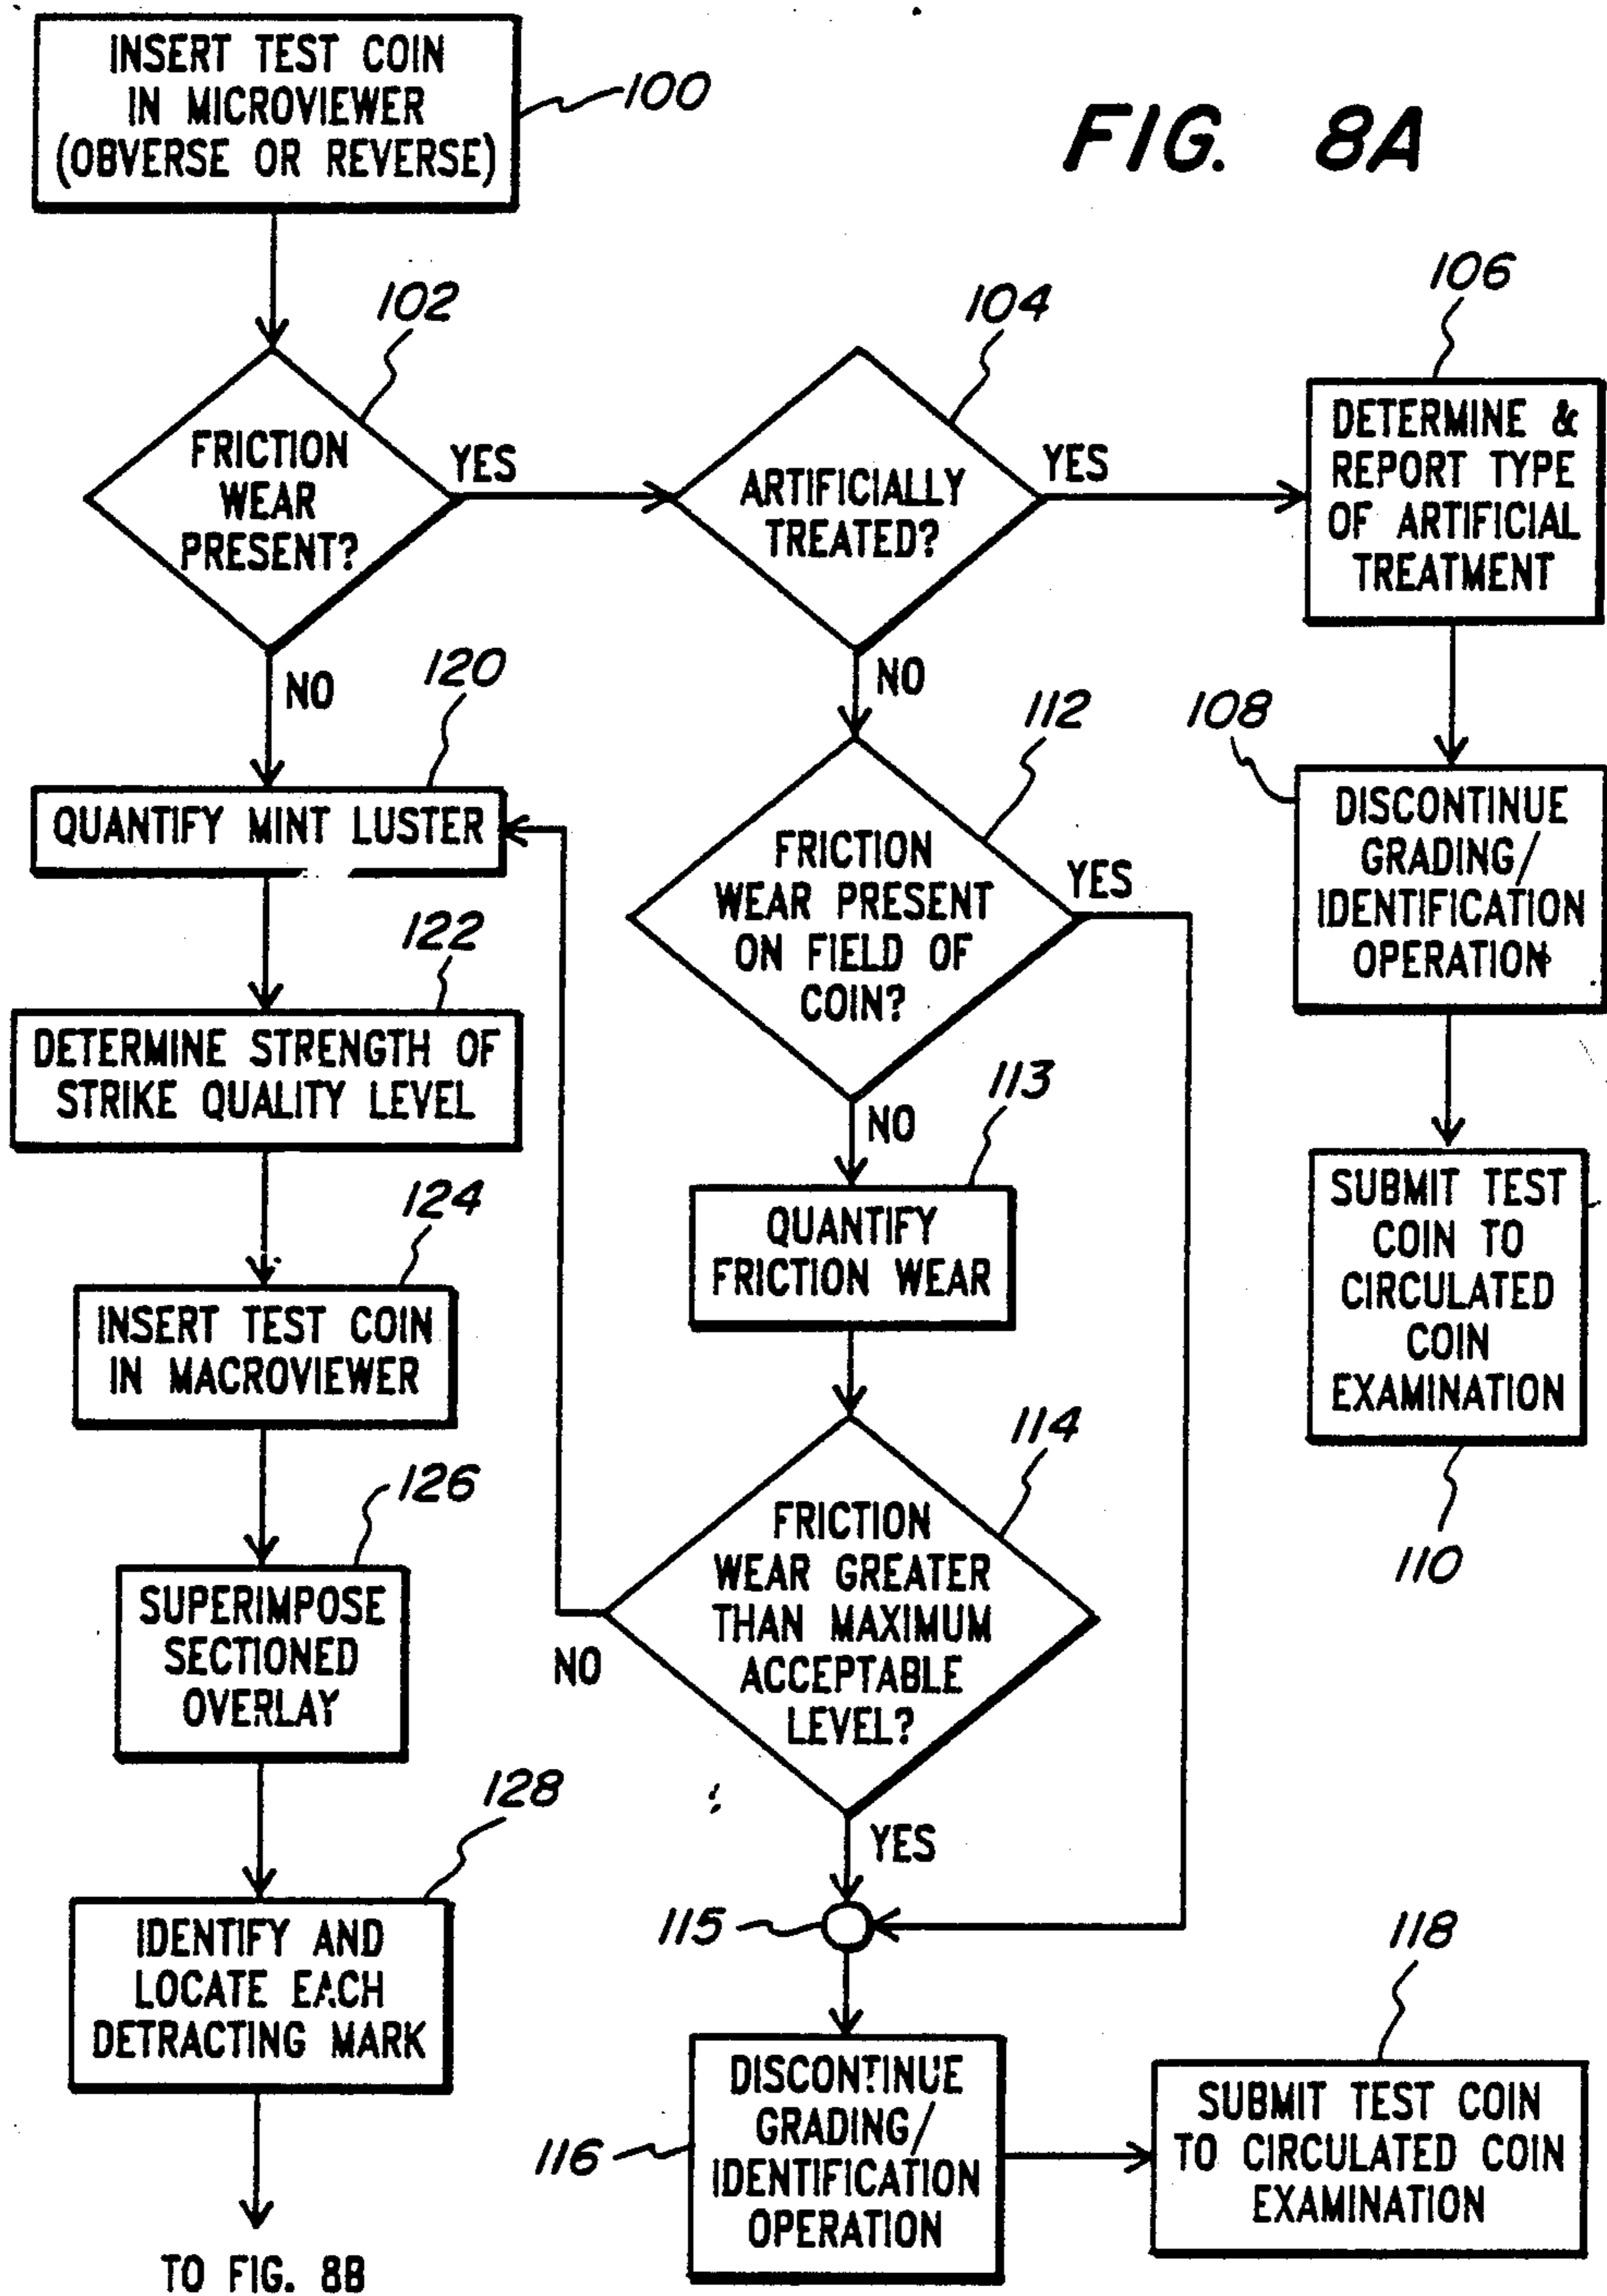 INSERT TEST COIN
IN MICROVIEWER
(OBVERSE OR REVERSE)
100
FIG. 8A
102
FRICTION
WEAR
PRESENT?
YES
NO
104
ARTIFICIALLY
TREATED?
YES
NO
106
DETERMINE &
REPORT TYPE
OF ARTIFICIAL
TREATMENT
108
DISCONTINUE
GRADING/
IDENTIFICATION
OPERATION
SUBMIT TEST
COIN TO
CIRCULATED
COIN
EXAMINATION
110
112
FRICTION
WEAR PRESENT
ON FIELD OF
COIN?
YES
NO
113
QUANTIFY
FRICTION WEAR
114
FRICTION
WEAR GREATER
THAN MAXIMUM
ACCEPTABLE
LEVEL?
NO
YES
115
116
DISCONTINUE
GRADING/
IDENTIFICATION
OPERATION
118
SUBMIT TEST COIN
TO CIRCULATED COIN
EXAMINATION
120
QUANTIFY MINT LUSTER
122
DETERMINE STRENGTH OF
STRIKE QUALITY LEVEL
124
INSERT TEST COIN
IN MACROVIEWER
126
SUPERIMPOSE
SECTIONED
OVERLAY
128
IDENTIFY AND
LOCATE EACH
DETRACTING MARK
TO FIG. 8B